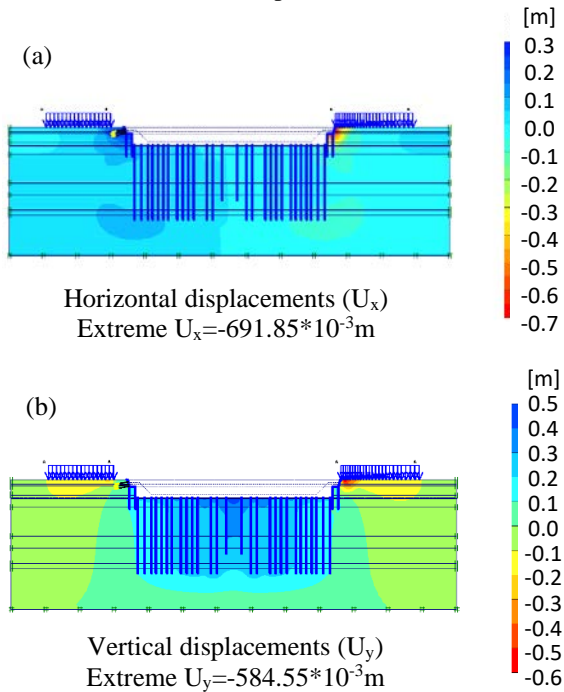 (a)
[m]
0.3
0.2
0.1
0.0
-0.1
-0.2
-0.3
-0.4
-0.5
-0.6
-0.7
Horizontal displacements (Uₓ)
Extreme Uₓ=-691.85*10⁻³m
(b)
[m]
0.5
0.4
0.3
0.2
0.1
0.0
-0.1
-0.2
-0.3
-0.4
-0.5
-0.6
Vertical displacements (Uᵧ)
Extreme Uᵧ=-584.55*10⁻³m